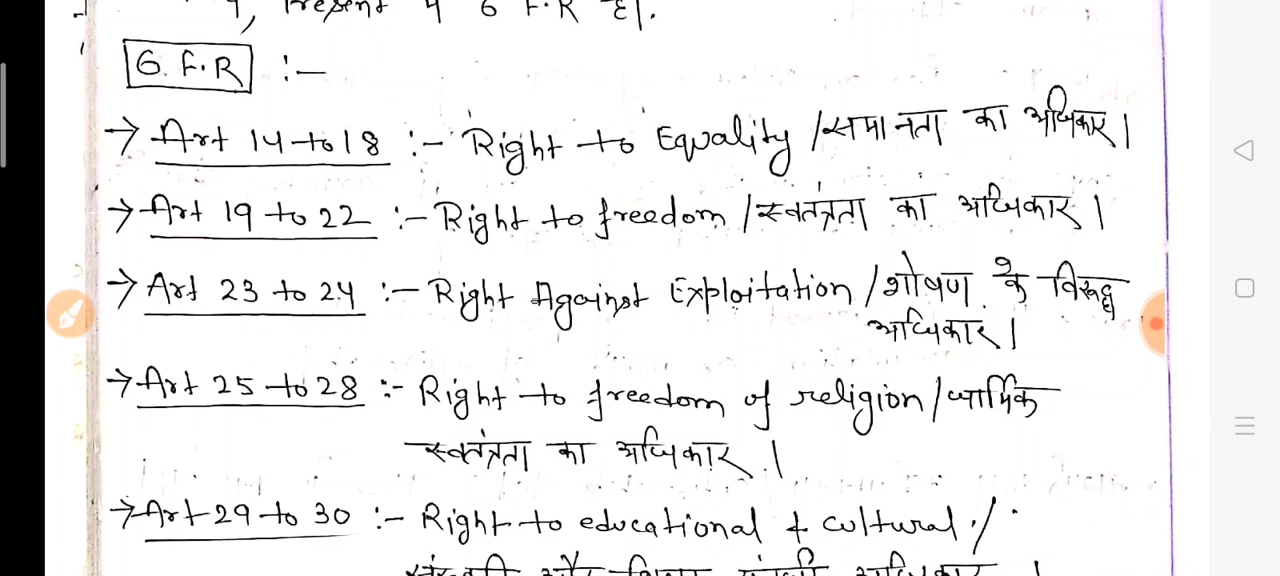 , Present में 6 F.R है।
6. F.R :-
→ Art 14 to 18 :- Right to Equality / समानता का अधिकार।
→ Art 19 to 22 :- Right to freedom / स्वतंत्रता का अधिकार।
→ Art 23 to 24 :- Right Against Exploitation / शोषण के विरूद्ध
अधिकार।
→ Art 25 to 28 :- Right to freedom of religion / धार्मिक
स्वतंत्रता का अधिकार।
→ Art 29 to 30 :- Right to educational & cultural /